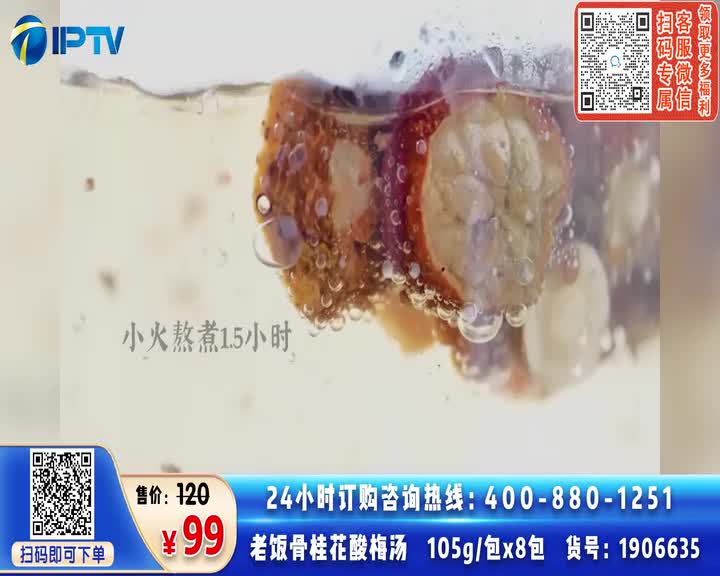 IPTV
扫码专属
客服微信
领取更多福利
小火熬煮1.5小时
扫码即可下单
售价：120
￥99
24小时订购咨询热线：400-880-1251
老饭骨桂花酸梅汤 105g/包x8包 货号：1906635